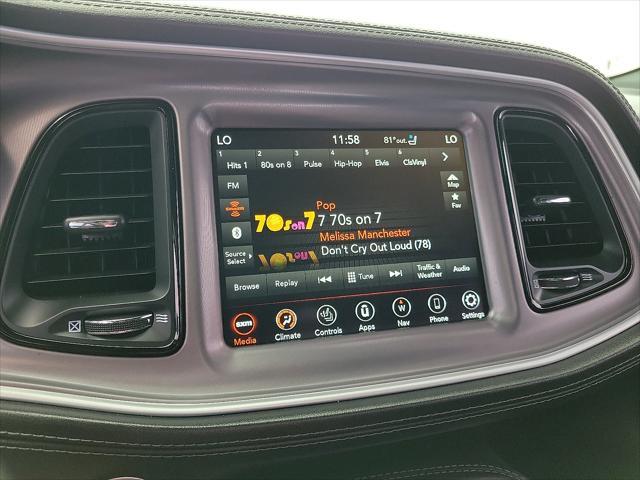 LO 11:58 81°out. LO
1 2 3 4 5 6
Hits 1 80s on 8 Pulse Hip-Hop Elvis ClsVinyl
FM
Map
Fav
Pop
70s on 7 7 70s on 7
Melissa Manchester
Don't Cry Out Loud (78)
Source
Select
Browse Replay Tune Traffic & Weather Audio
sxm W
Media Climate Controls Apps Nav Phone Settings